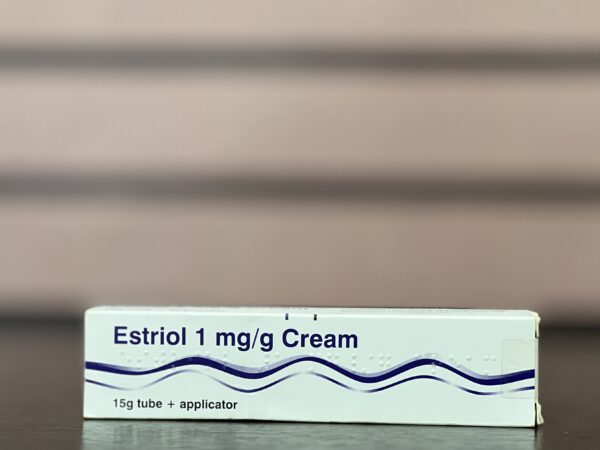 Estriol 1 mg/g Cream
15g tube + applicator